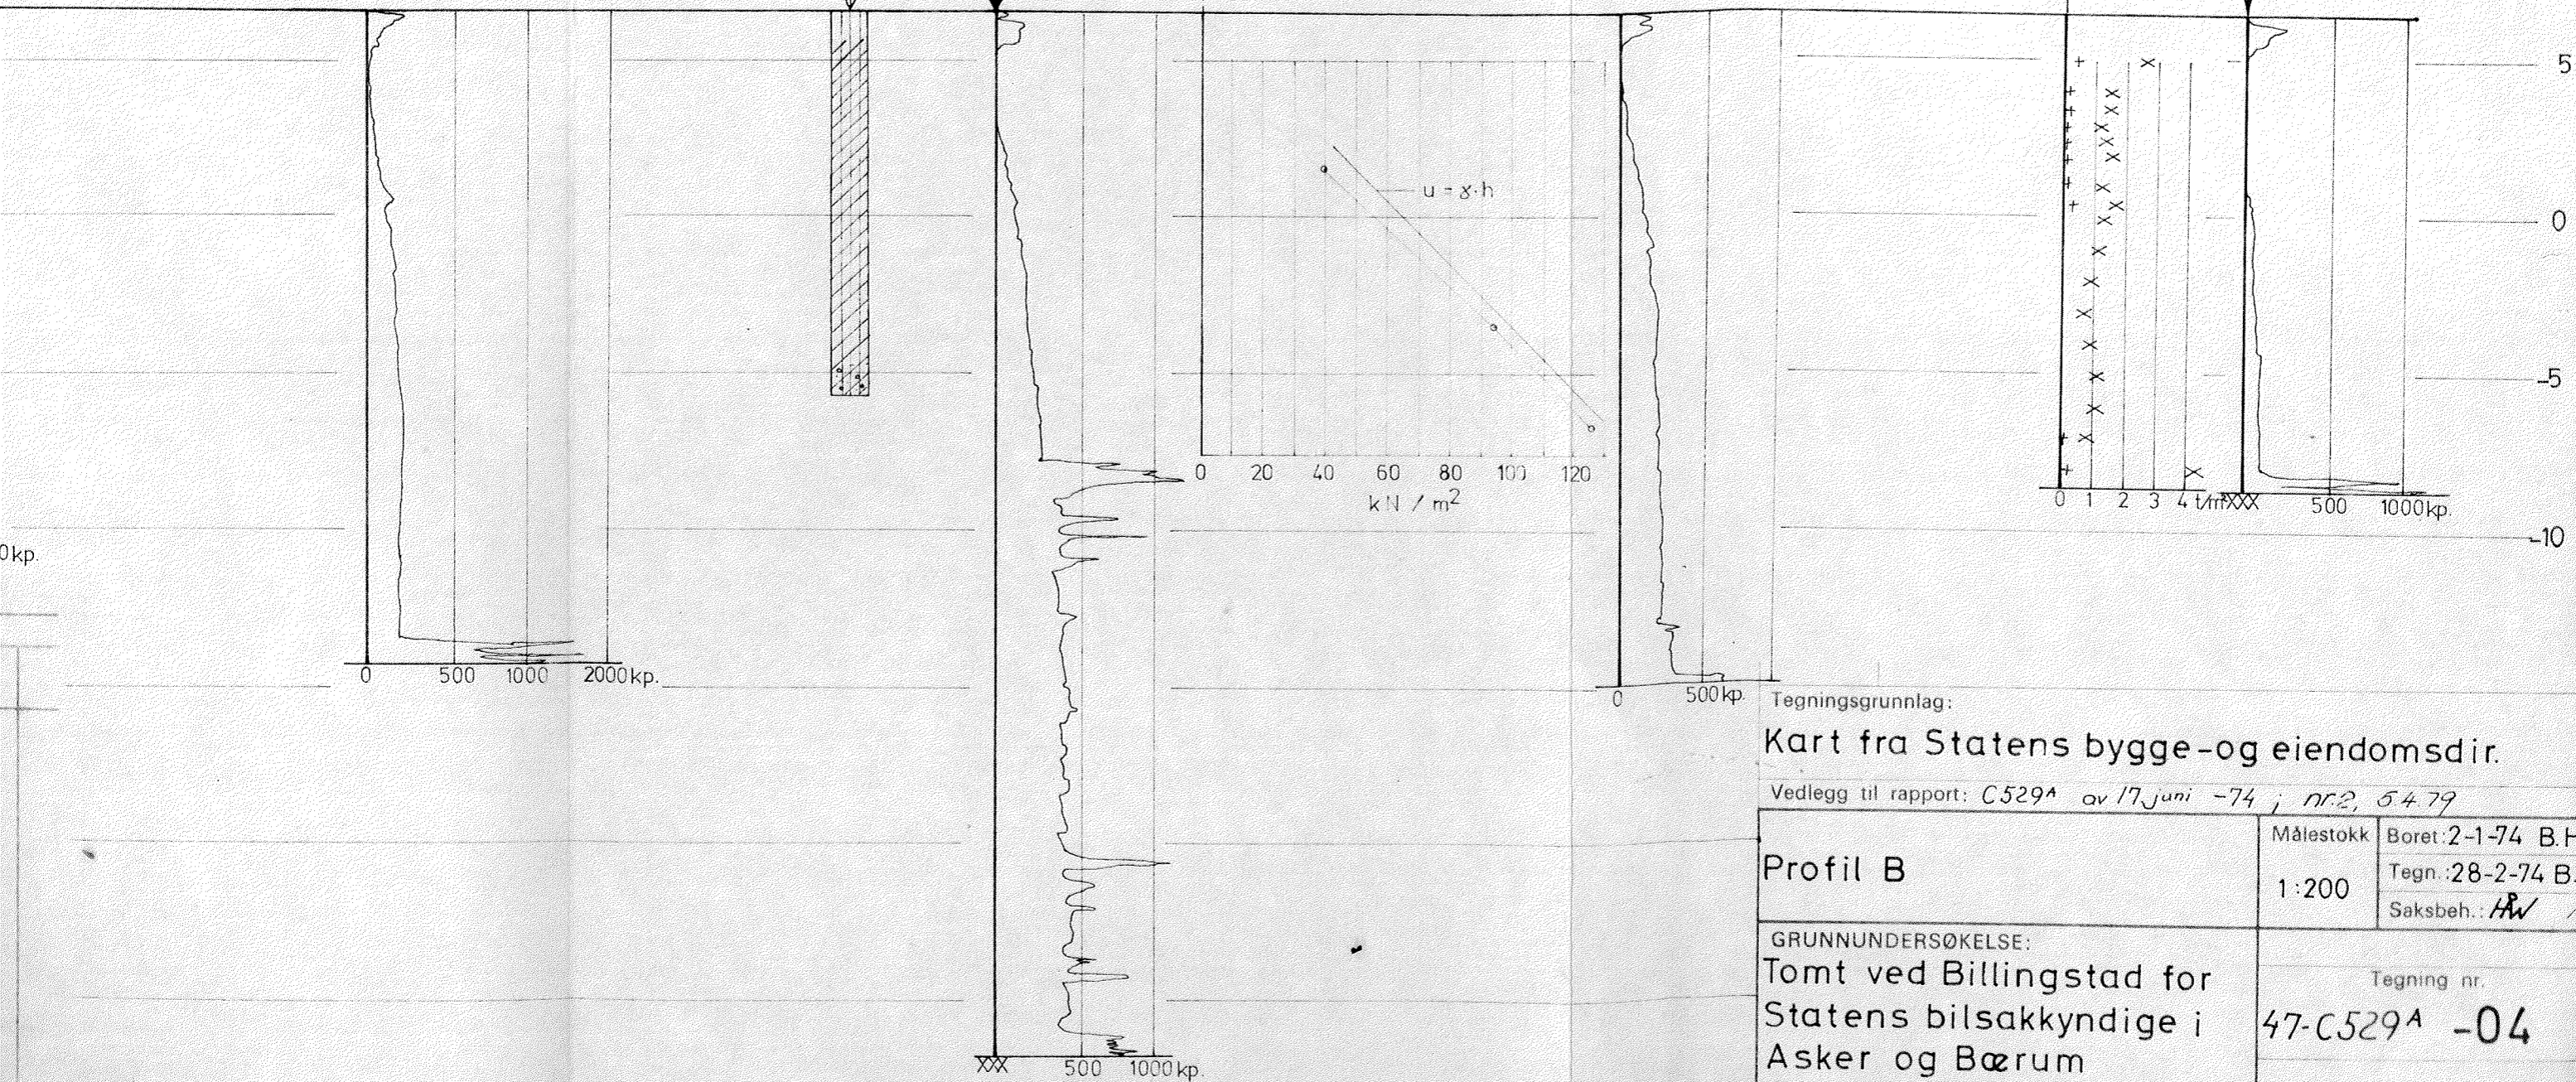 5
u = γ·h
0
-5
0 20 40 60 80 100 120
kN / m²
0 1 2 3 4 t/m²
500 1000 kp.
-10
0 kp.
0 500 1000 2000 kp.
0 500 kp.
Tegningsgrunnlag:
Kart fra Statens bygge-og eiendomsdir.
Vedlegg til rapport: C529ᴬ av 17. juni -74 ; nr. 2, 5.4.79
Profil B
Målestokk
1:200
Boret: 2-1-74 B.H
Tegn.: 28-2-74 B.
Saksbeh.: HÅW
GRUNNUNDERSØKELSE:
Tomt ved Billingstad for
Statens bilsakkyndige i
Asker og Bærum
Tegning nr.
47-C529ᴬ -04
500 1000 kp.